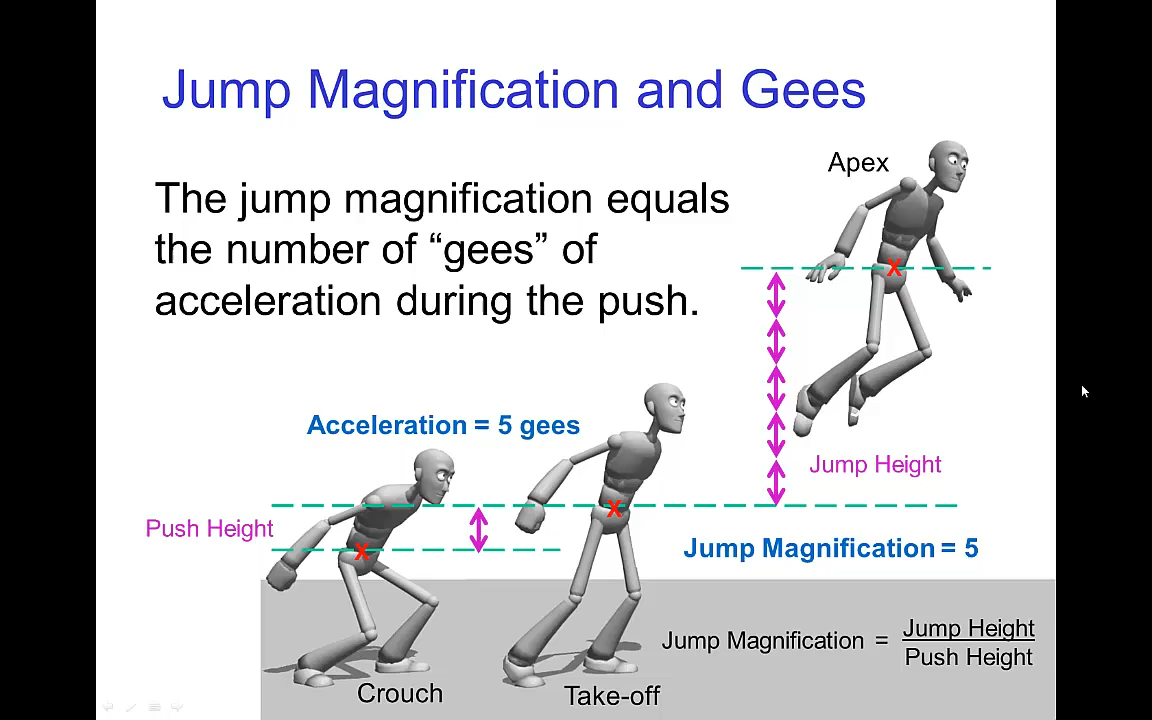 Jump Magnification and Gees
The jump magnification equals
the number of “gees” of
acceleration during the push.
Apex
X
Acceleration = 5 gees
Jump Height
Push Height
X
X
Jump Magnification = 5
Jump Magnification = Jump Height
Push Height
Crouch
Take-off